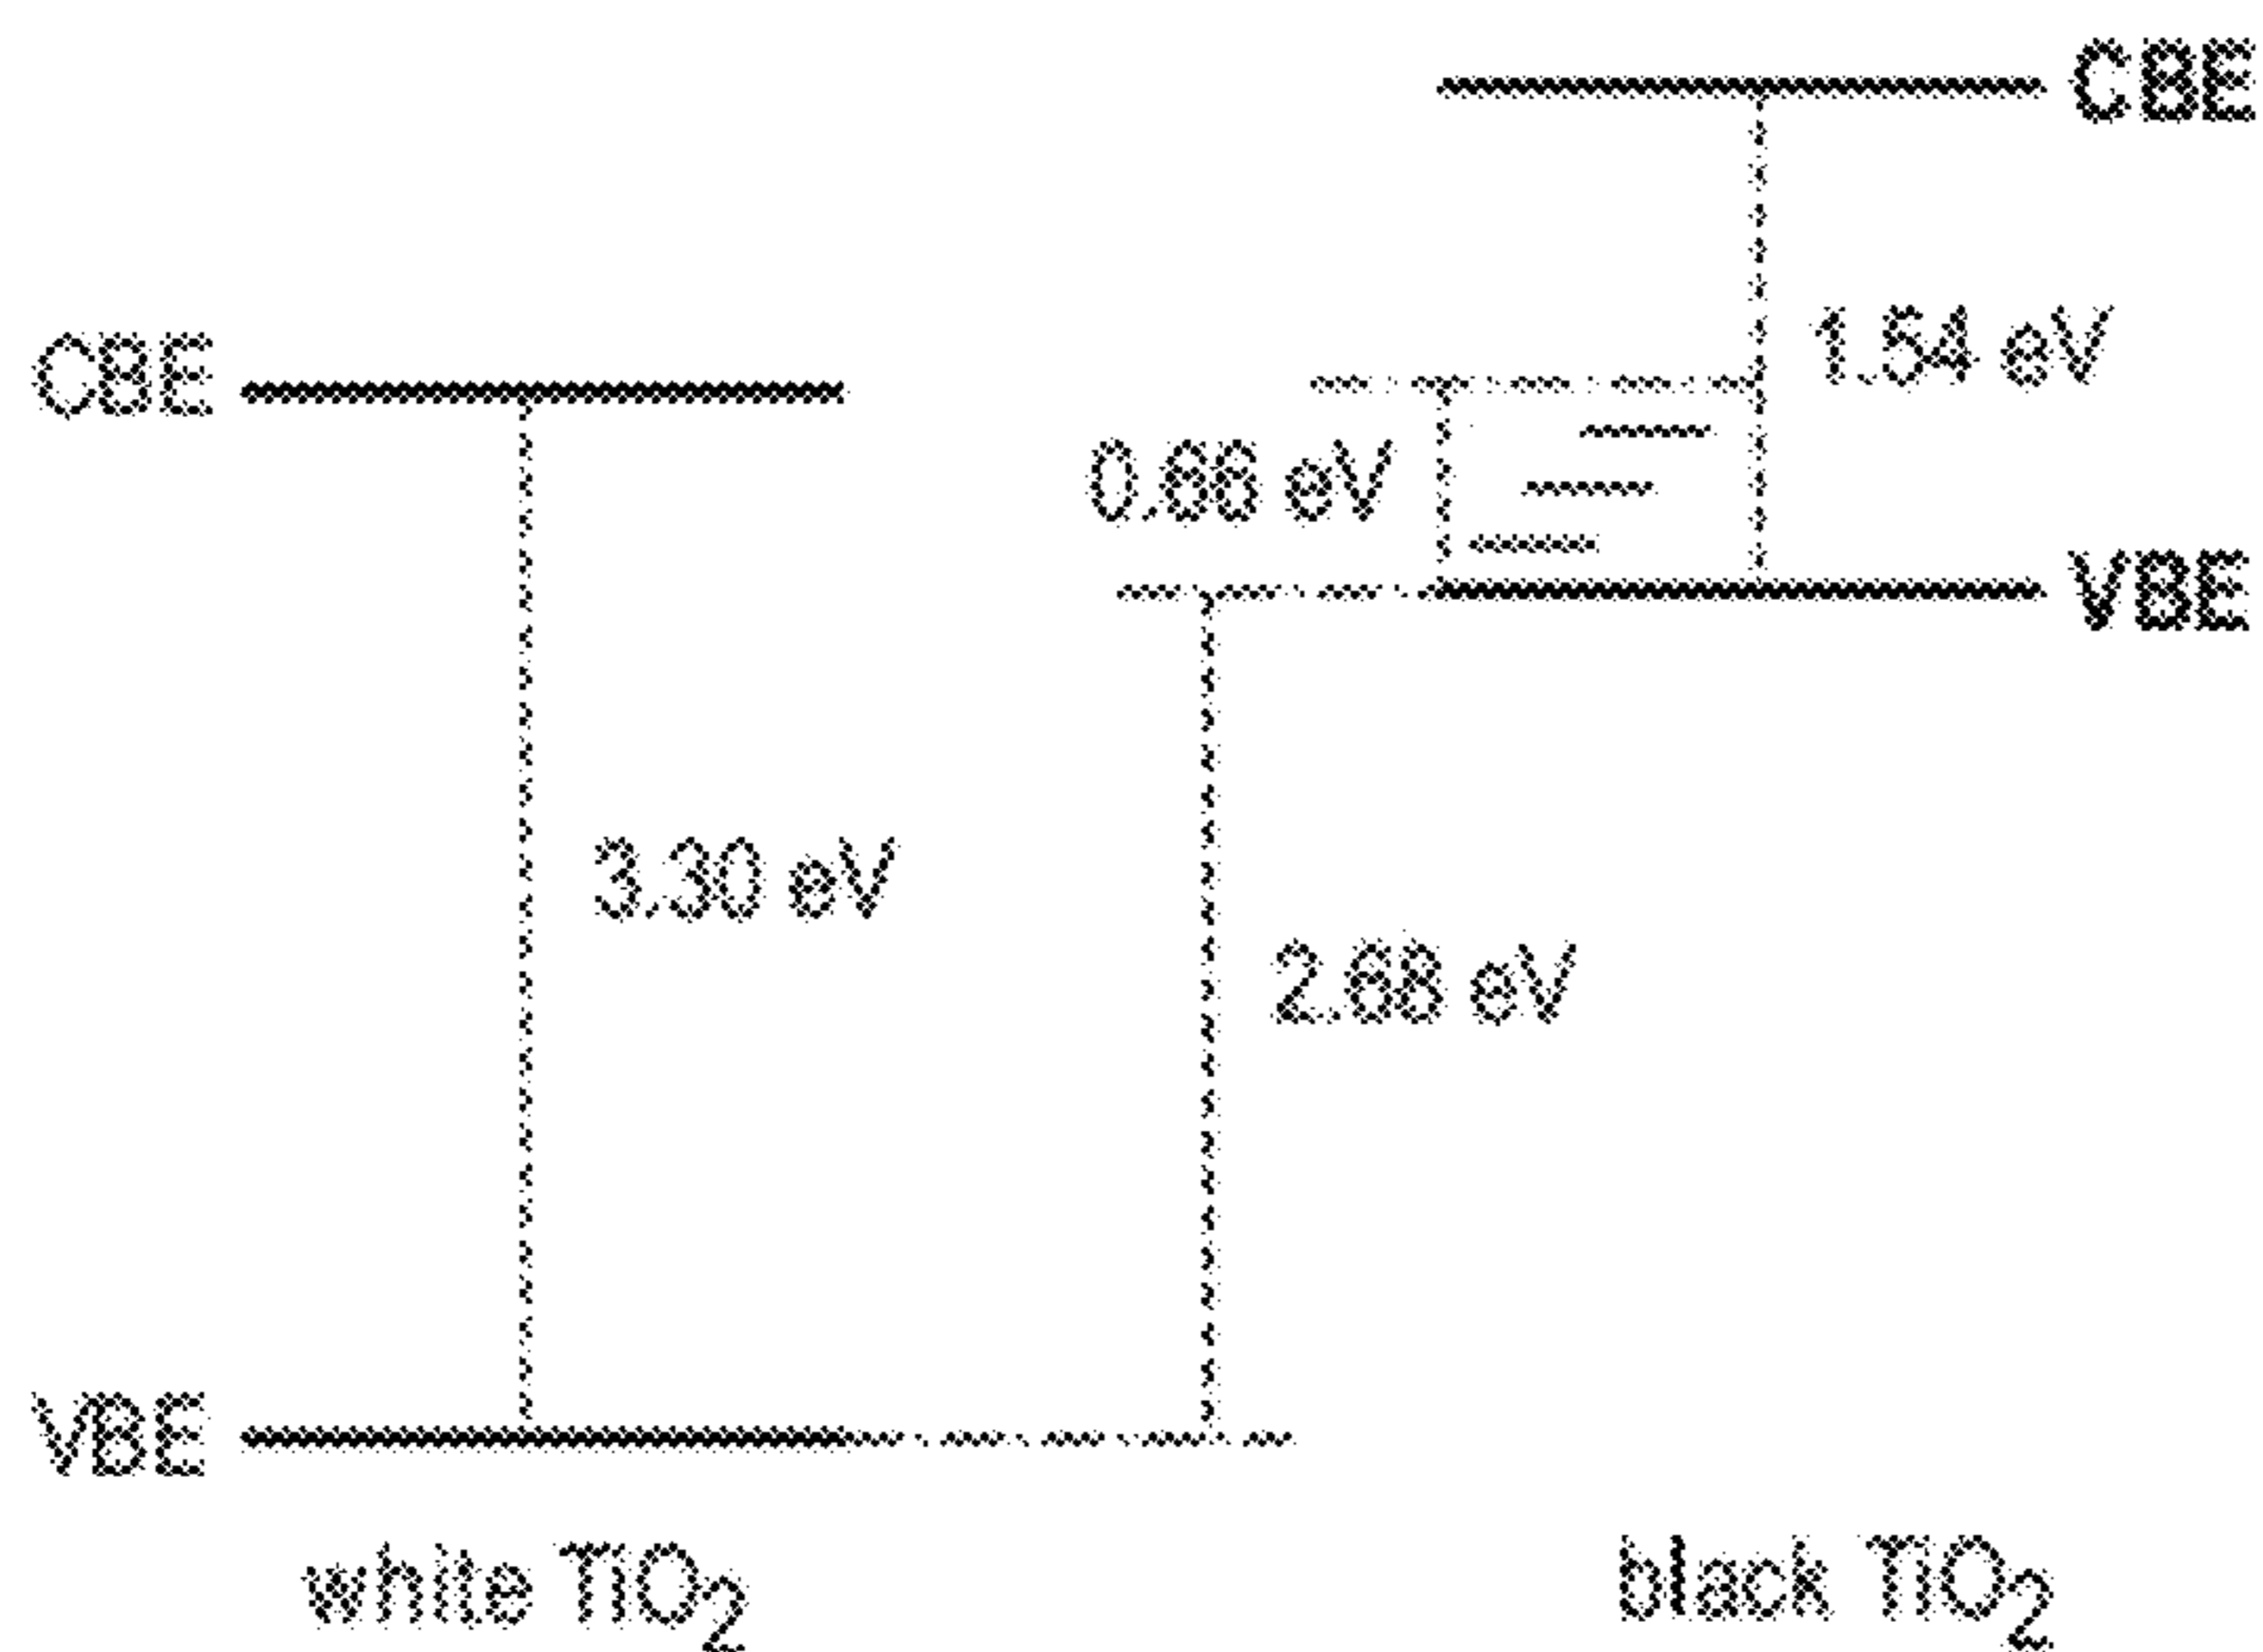 CBE
CBE
1.54 eV
0.66 eV
VBE
3.30 eV
2.68 eV
VBE
white TiO₂
black TiO₂